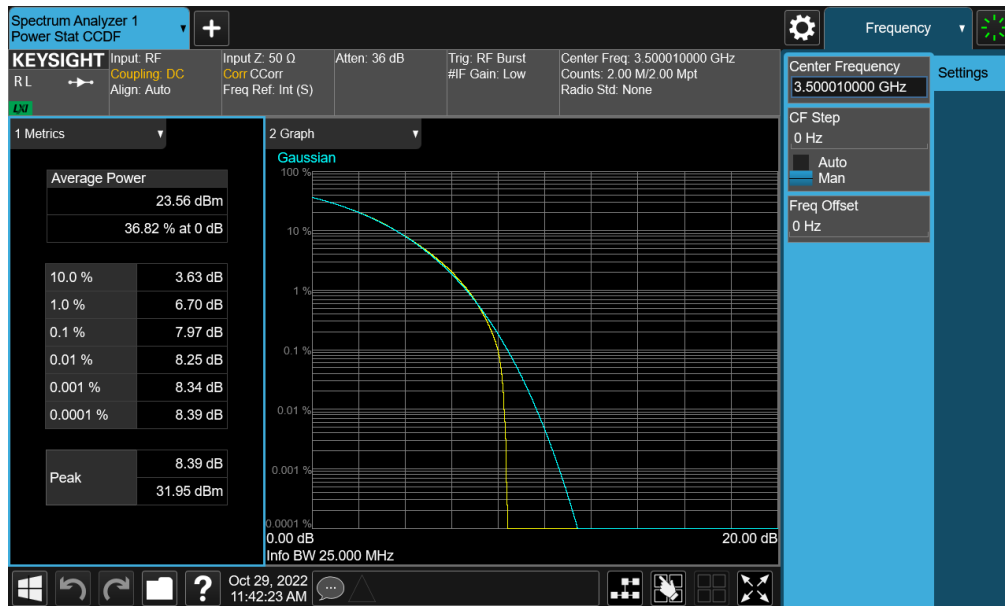 Spectrum Analyzer 1
Power Stat CCDF
+
Frequency
KEYSIGHT
RL
LXI
Input: RF
Coupling: DC
Align: Auto
Input Z: 50 Ω
Corr CCorr
Freq Ref: Int (S)
Atten: 36 dB
Trig: RF Burst
#IF Gain: Low
Center Freq: 3.500010000 GHz
Counts: 2.00 M/2.00 Mpt
Radio Std: None
Center Frequency
3.500010000 GHz
Settings
CF Step
0 Hz
Auto
Man
Freq Offset
0 Hz
1 Metrics
Average Power
23.56 dBm
36.82 % at 0 dB
10.0 % 3.63 dB
1.0 % 6.70 dB
0.1 % 7.97 dB
0.01 % 8.25 dB
0.001 % 8.34 dB
0.0001 % 8.39 dB
Peak
8.39 dB
31.95 dBm
2 Graph
Gaussian
100 %
10 %
1 %
0.1 %
0.01 %
0.001 %
0.0001 %
0.00 dB 20.00 dB
Info BW 25.000 MHz
?
Oct 29, 2022
11:42:23 AM